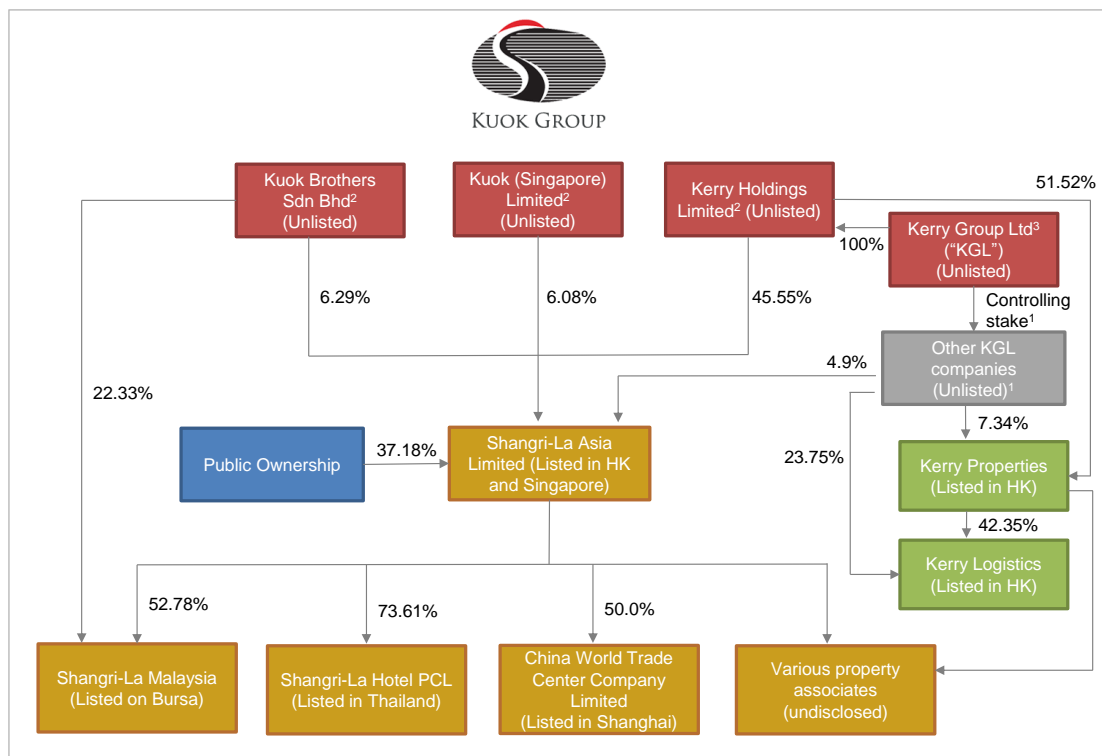 KUOK GROUP
Kuok Brothers
Sdn Bhd²
(Unlisted)
Kuok (Singapore)
Limited²
(Unlisted)
Kerry Holdings
Limited² (Unlisted)
51.52%
Kerry Group Ltd³
(“KGL”)
(Unlisted)
100%
6.29%
6.08%
45.55%
Controlling
stake¹
Other KGL
companies
(Unlisted)¹
4.9%
22.33%
7.34%
Public Ownership
37.18%
Shangri-La Asia
Limited (Listed in HK
and Singapore)
23.75%
Kerry Properties
(Listed in HK)
42.35%
Kerry Logistics
(Listed in HK)
52.78%
73.61%
50.0%
Shangri-La Malaysia
(Listed on Bursa)
Shangri-La Hotel PCL
(Listed in Thailand)
China World Trade
Center Company
Limited
(Listed in Shanghai)
Various property
associates
(undisclosed)